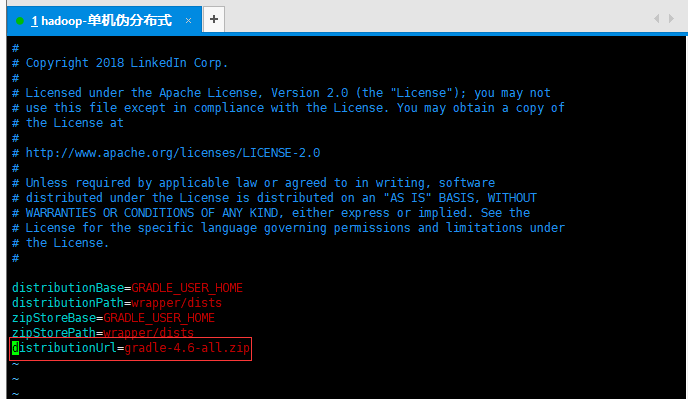 1 hadoop-单机伪分布式 × +
#
# Copyright 2018 LinkedIn Corp.
#
# Licensed under the Apache License, Version 2.0 (the "License"); you may not
# use this file except in compliance with the License. You may obtain a copy of
# the License at
#
# http://www.apache.org/licenses/LICENSE-2.0
#
# Unless required by applicable law or agreed to in writing, software
# distributed under the License is distributed on an "AS IS" BASIS, WITHOUT
# WARRANTIES OR CONDITIONS OF ANY KIND, either express or implied. See the
# License for the specific language governing permissions and limitations under
# the License.
#
distributionBase=GRADLE_USER_HOME
distributionPath=wrapper/dists
zipStoreBase=GRADLE_USER_HOME
zipStorePath=wrapper/dists
distributionUrl=gradle-4.6-all.zip
~
~
~